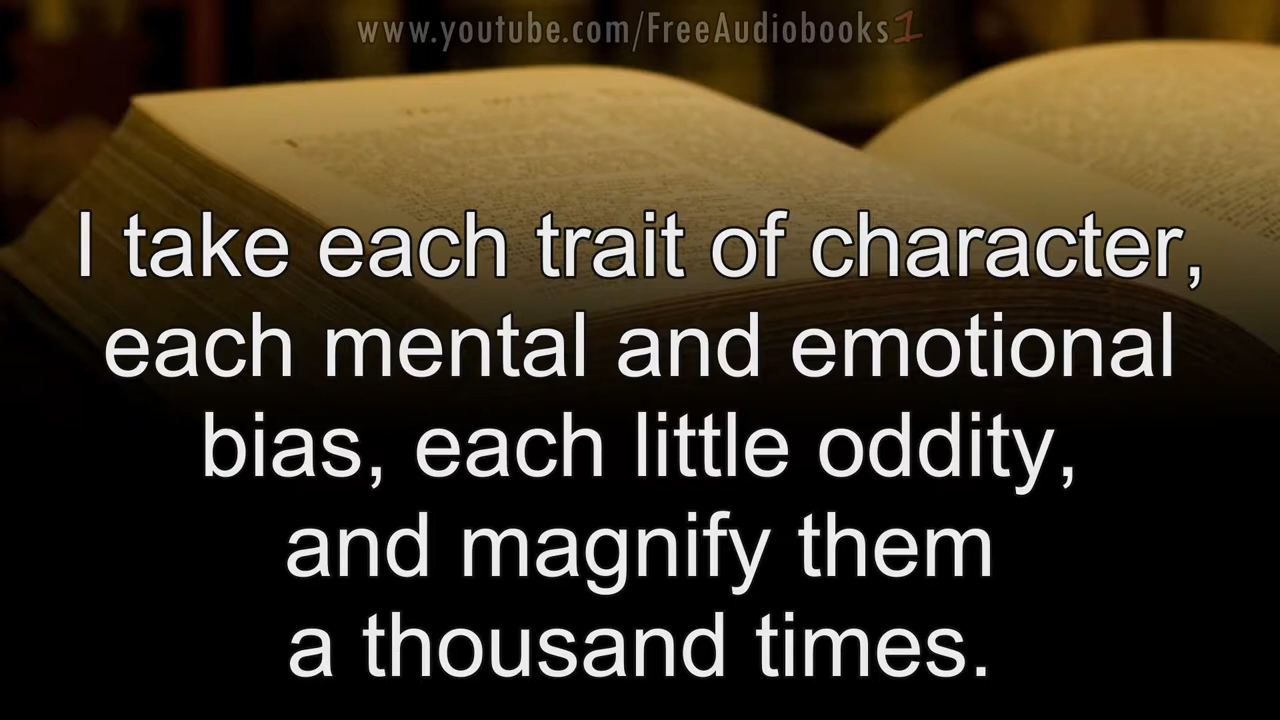 www.youtube.com/FreeAudiobooks1
I take each trait of character,
each mental and emotional
bias, each little oddity,
and magnify them
a thousand times.